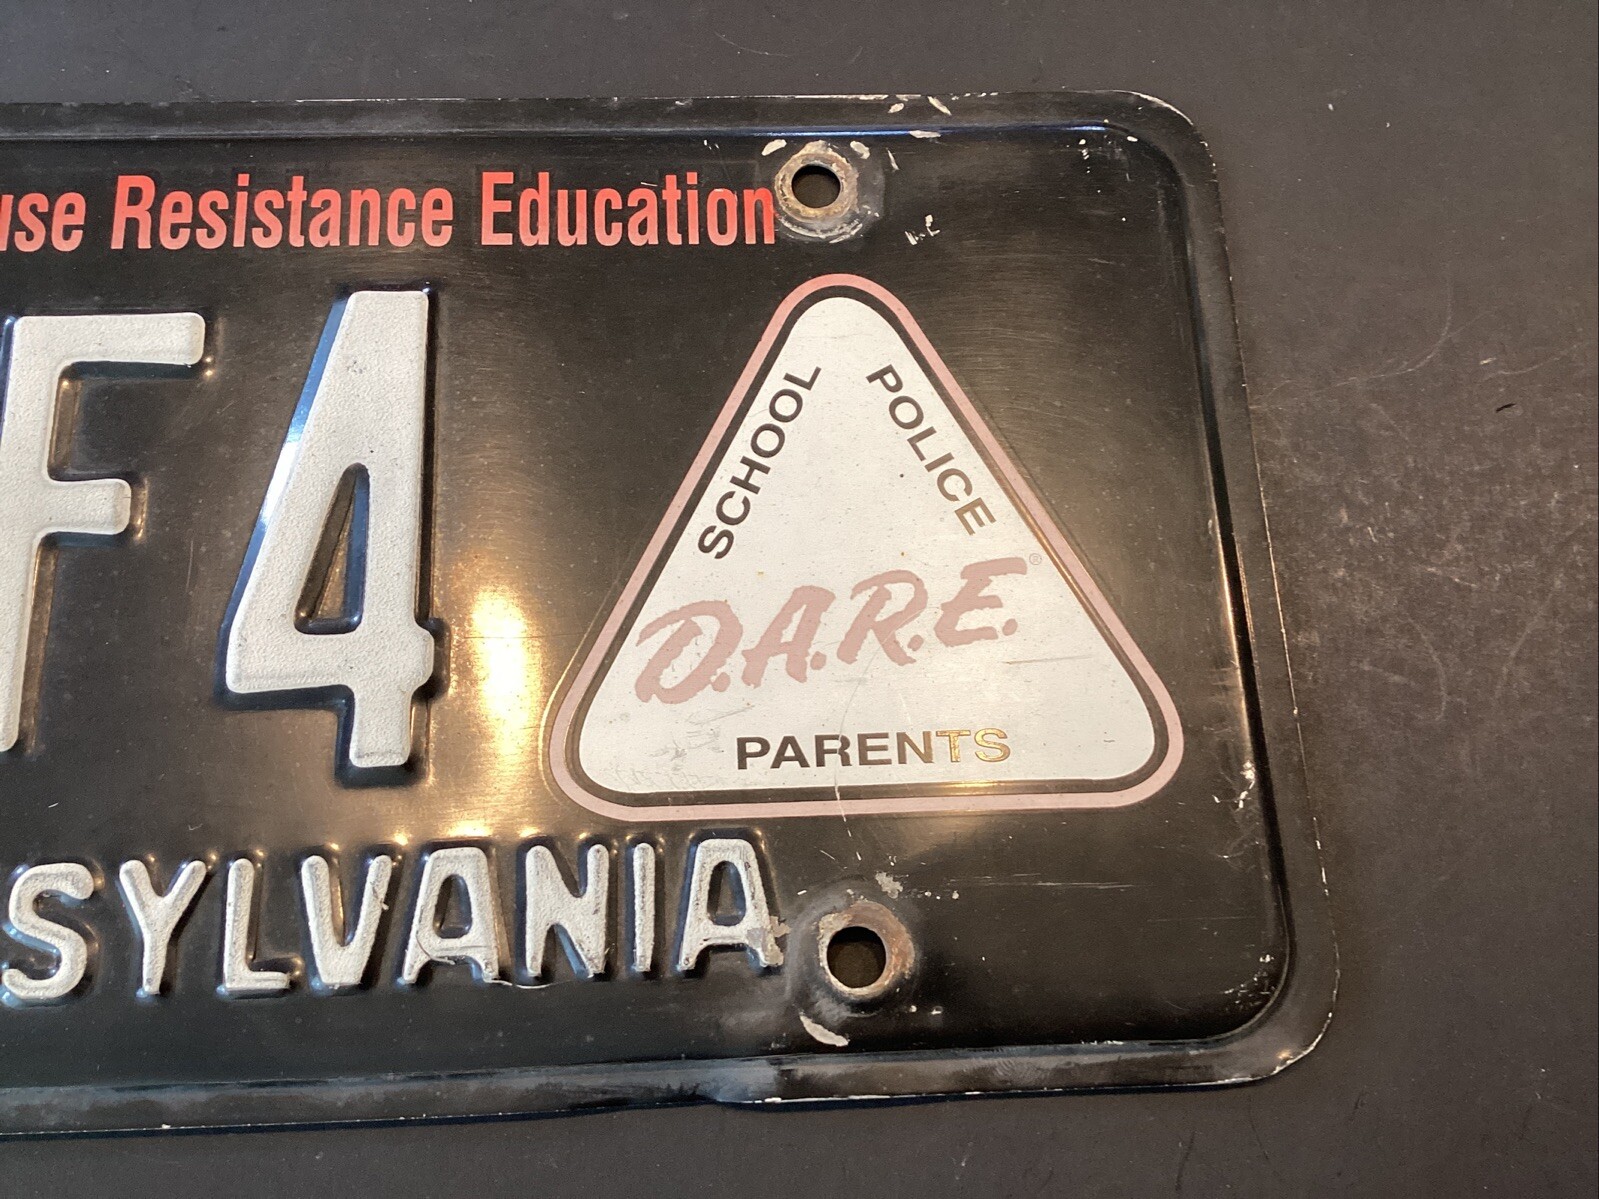 use Resistance Education
F4
SCHOOL
POLICE
D.A.R.E.®
PARENTS
SYLVANIA